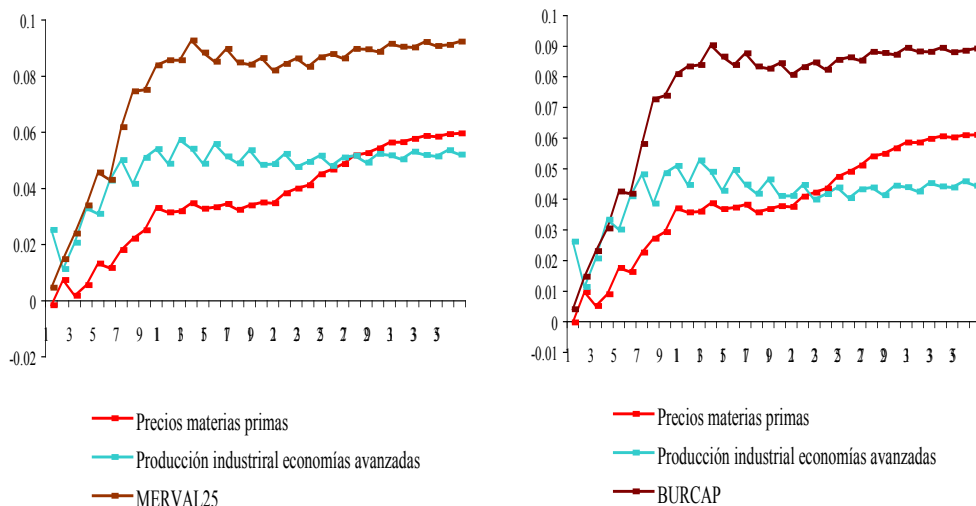 0.1
0.08
0.06
0.04
0.02
0
-0.02
1 3 5 7 9
Precios materias primas
Producción industriral economías avanzadas
MERVAL25
0.1
0.09
0.08
0.07
0.06
0.05
0.04
0.03
0.02
0.01
0
-0.01
1 3 5 7 9
Precios materias primas
Producción industrial economías avanzadas
BURCAP